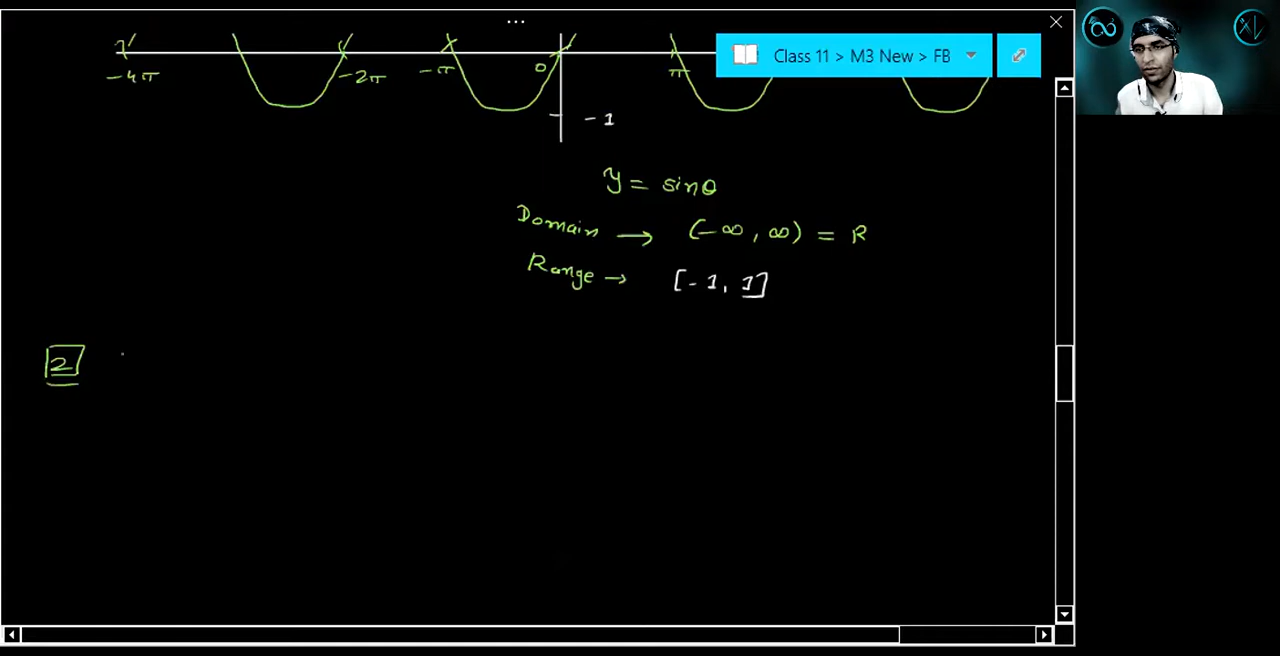 ...
Class 11 > M3 New > FB
-4π -2π -π 0 π
-1
y = sinθ
Domain → (-∞, ∞) = R
Range → [-1, 1]
2